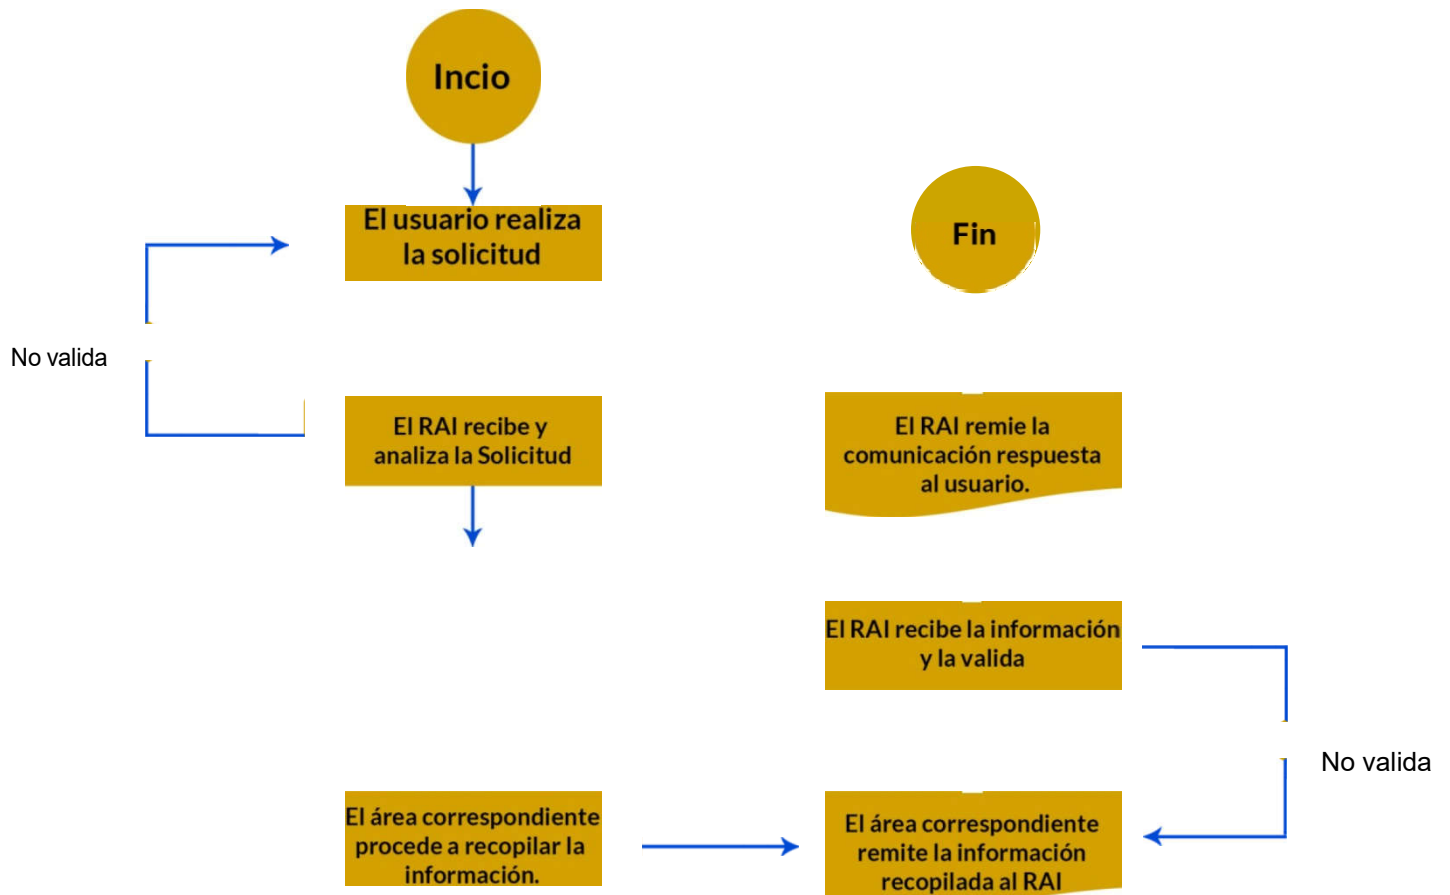 Incio
El usuario realiza
la solicitud
Fin
No valida
El RAI recibe y
analiza la Solicitud
El RAI remie la
comunicación respuesta
al usuario.
El RAI recibe la información
y la valida
No valida
El área correspondiente
procede a recopilar la
información.
El área correspondiente
remite la información
recopilada al RAI